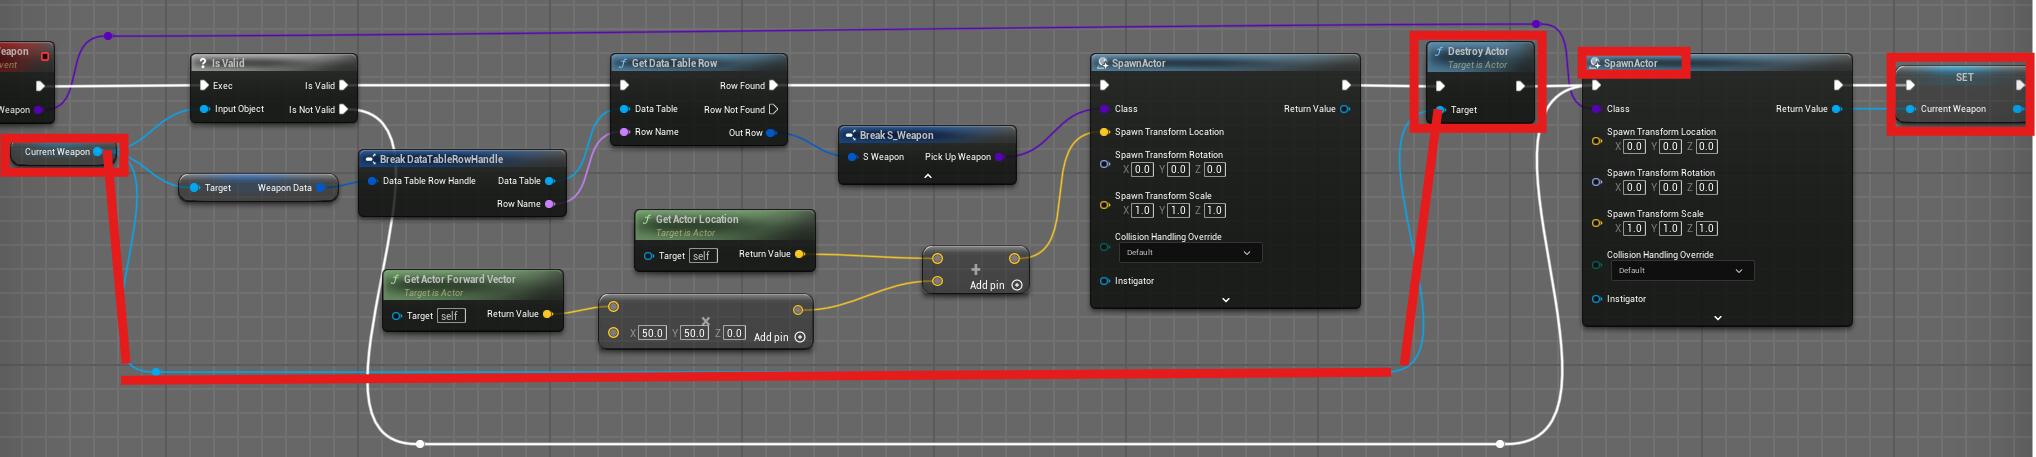 eapon
vent
Weapon
Current Weapon
? Is Valid
Exec
Is Valid
Input Object
Is Not Valid
Target
Weapon Data
Break DataTableRowHandle
Data Table Row Handle
Data Table
Row Name
f Get Data Table Row
Row Found
Data Table
Row Not Found
Row Name
Out Row
Break S_Weapon
S Weapon
Pick Up Weapon
f Get Actor Location
Target is Actor
Target self
Return Value
f Get Actor Forward Vector
Target is Actor
Target self
Return Value
×
X 50.0 Y 50.0 Z 0.0
Add pin
+
Add pin
SpawnActor
Class
Return Value
Spawn Transform Location
Spawn Transform Rotation
X 0.0 Y 0.0 Z 0.0
Spawn Transform Scale
X 1.0 Y 1.0 Z 1.0
Collision Handling Override
Default
Instigator
f Destroy Actor
Target is Actor
Target
SpawnActor
Class
Return Value
Spawn Transform Location
X 0.0 Y 0.0 Z 0.0
Spawn Transform Rotation
X 0.0 Y 0.0 Z 0.0
Spawn Transform Scale
X 1.0 Y 1.0 Z 1.0
Collision Handling Override
Default
Instigator
SET
Current Weapon